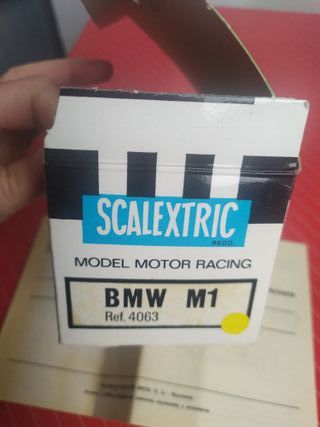 SCALEXTRIC
REGD
MODEL MOTOR RACING
BMW M1
Ref. 4063